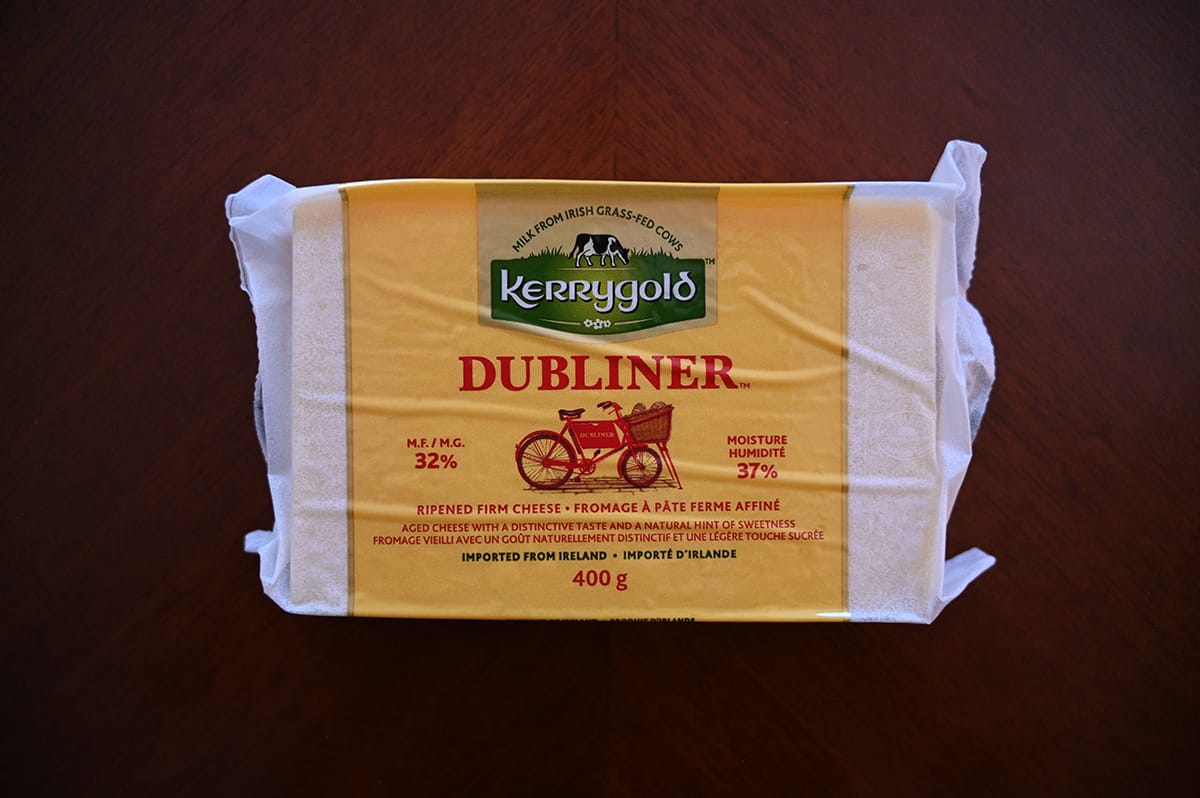 MILK FROM IRISH GRASS-FED COWS
Kerrygold™
DUBLINER™
DUBLINER
M.F. / M.G.
32%
MOISTURE
HUMIDITÉ
37%
RIPENED FIRM CHEESE • FROMAGE À PÂTE FERME AFFINÉ
AGED CHEESE WITH A DISTINCTIVE TASTE AND A NATURAL HINT OF SWEETNESS
FROMAGE VIEILLI AVEC UN GOÛT NATURELLEMENT DISTINCTIF ET UNE LÉGÈRE TOUCHE SUCRÉE
IMPORTED FROM IRELAND • IMPORTÉ D'IRLANDE
400 g